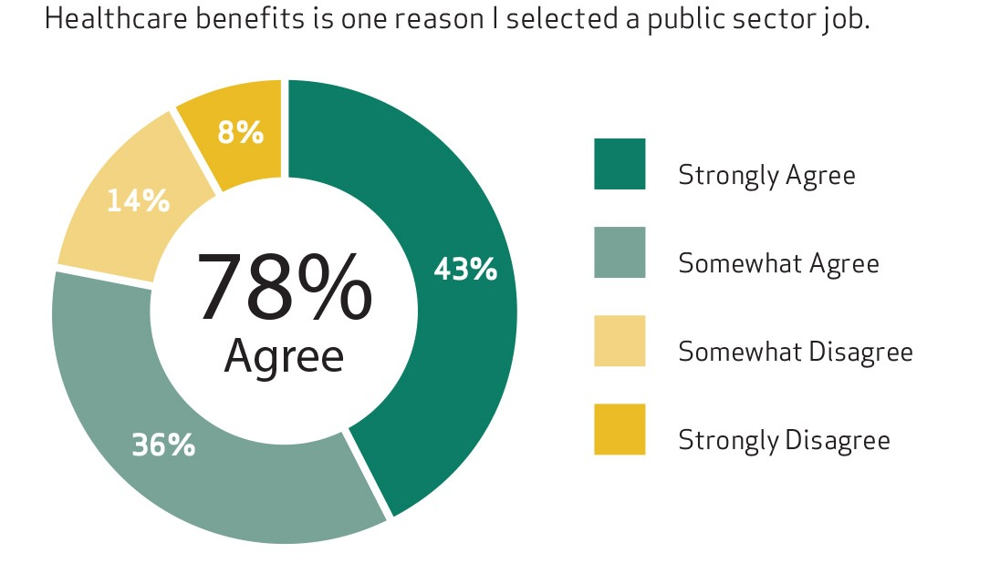 Healthcare benefits is one reason I selected a public sector job.
8%
14%
43%
36%
78%
Agree
Strongly Agree
Somewhat Agree
Somewhat Disagree
Strongly Disagree